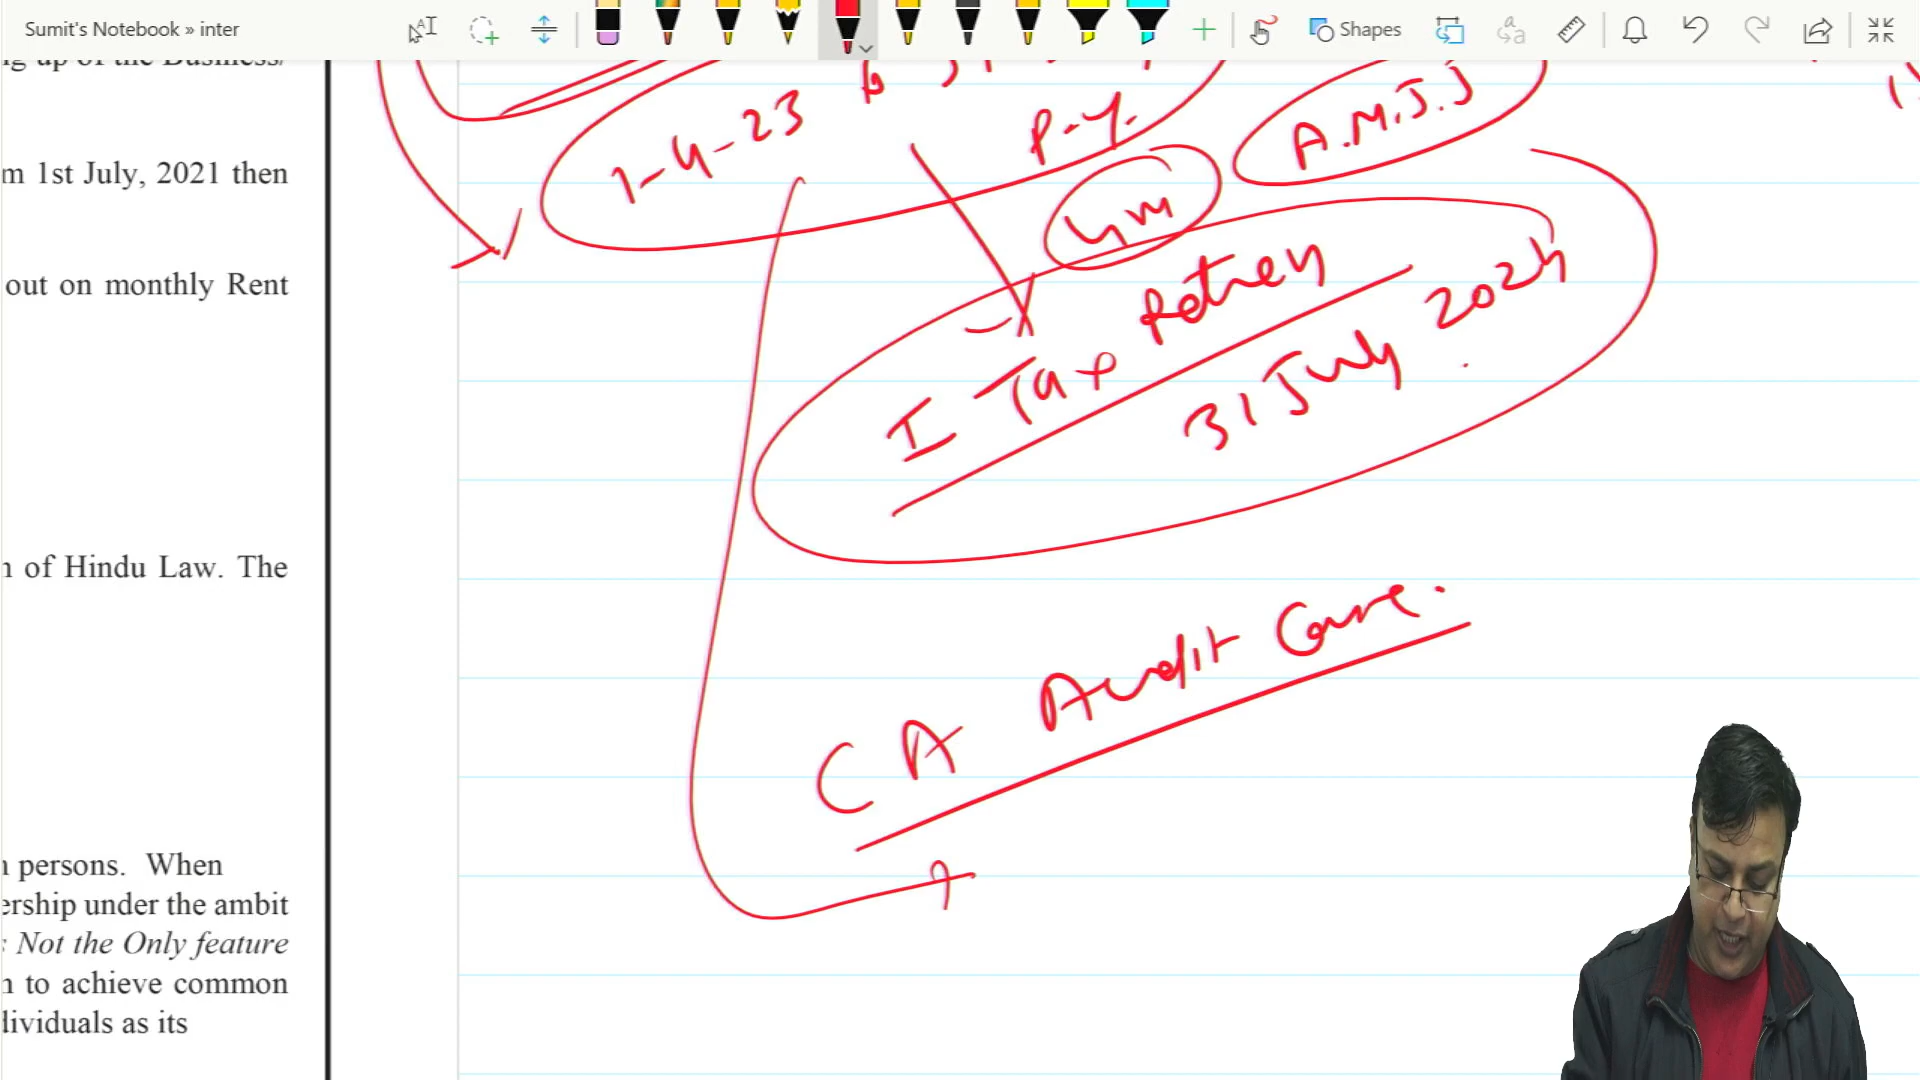 Sumit's Notebook » inter
Shapes
m 1st July, 2021 then
out on monthly Rent
of Hindu Law. The
persons. When
ership under the ambit
Not the Only feature
to achieve common
dividuals as its
1-4-23
P.Y.
A.M.J.J
4m
I Tax Retren
31 July 2024
CA Audit Case.